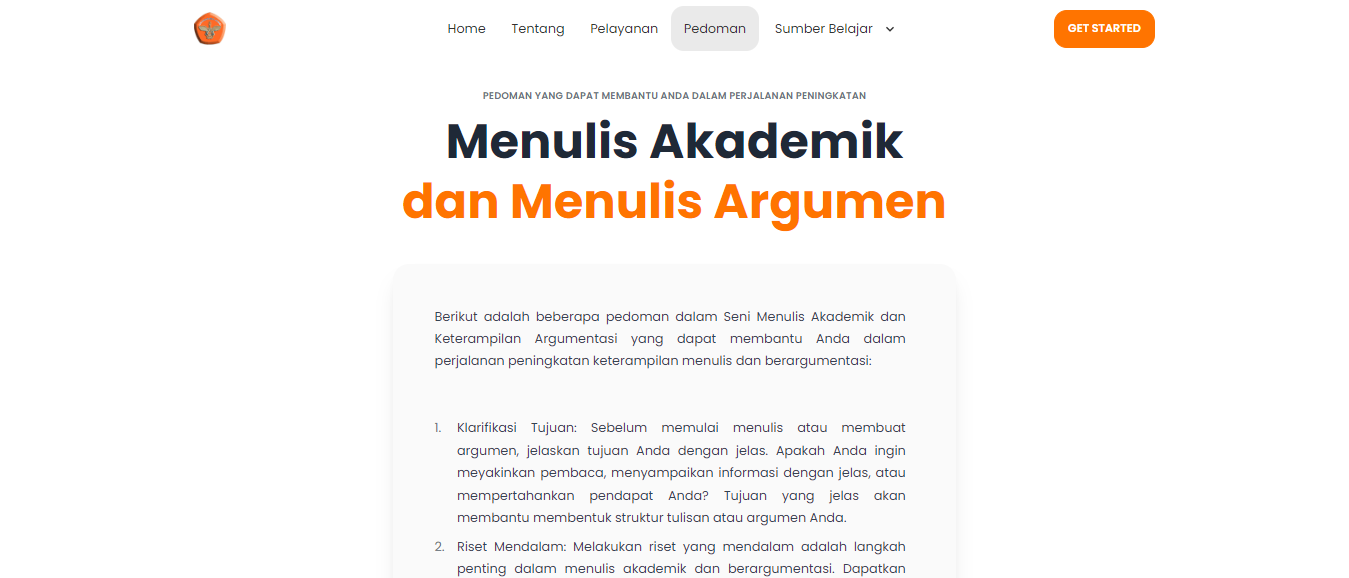 Home Tentang Pelayanan Pedoman Sumber Belajar GET STARTED
PEDOMAN YANG DAPAT MEMBANTU ANDA DALAM PERJALANAN PENINGKATAN
Menulis Akademik
dan Menulis Argumen
Berikut adalah beberapa pedoman dalam Seni Menulis Akademik dan
Keterampilan Argumentasi yang dapat membantu Anda dalam
perjalanan peningkatan keterampilan menulis dan berargumentasi:
1. Klarifikasi Tujuan: Sebelum memulai menulis atau membuat
argumen, jelaskan tujuan Anda dengan jelas. Apakah Anda ingin
meyakinkan pembaca, menyampaikan informasi dengan jelas, atau
mempertahankan pendapat Anda? Tujuan yang jelas akan
membantu membentuk struktur tulisan atau argumen Anda.
2. Riset Mendalam: Melakukan riset yang mendalam adalah langkah
penting dalam menulis akademik dan berargumentasi. Dapatkan